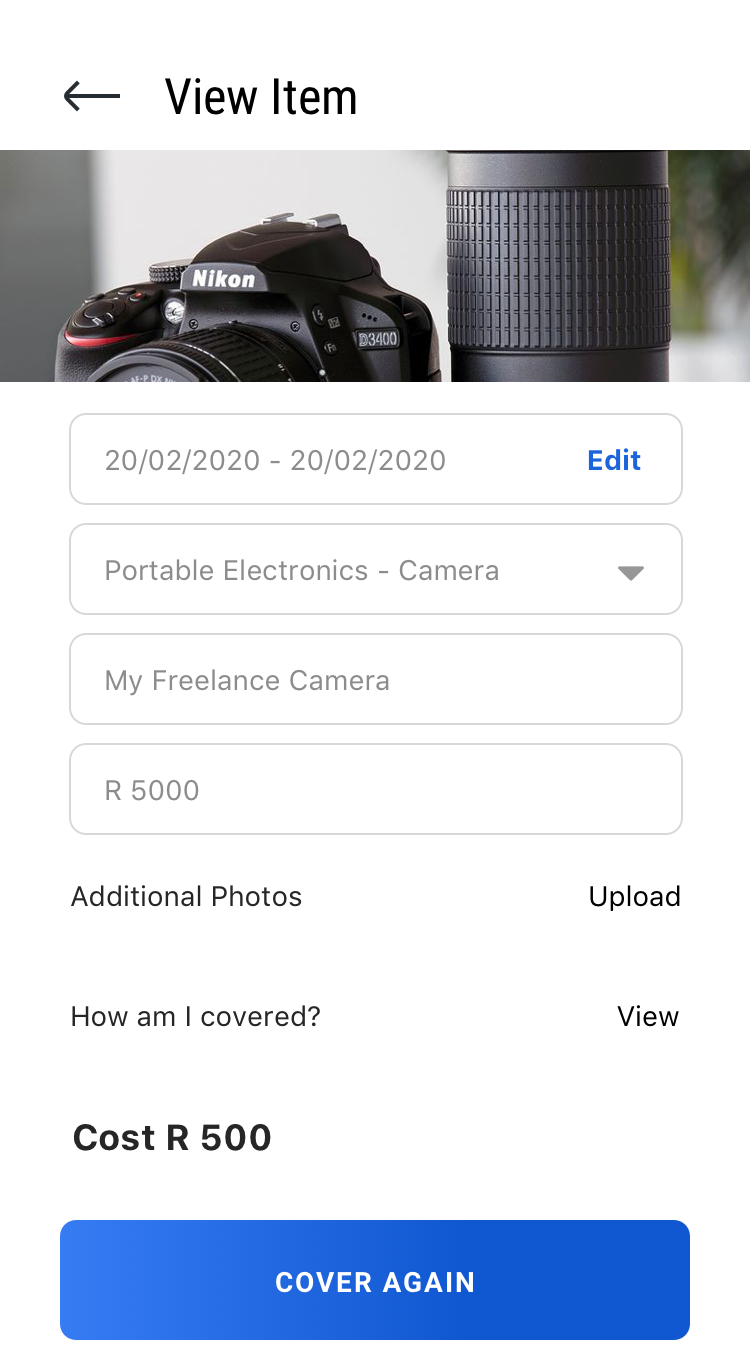 View Item
Nikon
D3400
AF-P DX
20/02/2020 - 20/02/2020 Edit
Portable Electronics - Camera
My Freelance Camera
R 5000
Additional Photos Upload
How am I covered? View
Cost R 500
COVER AGAIN